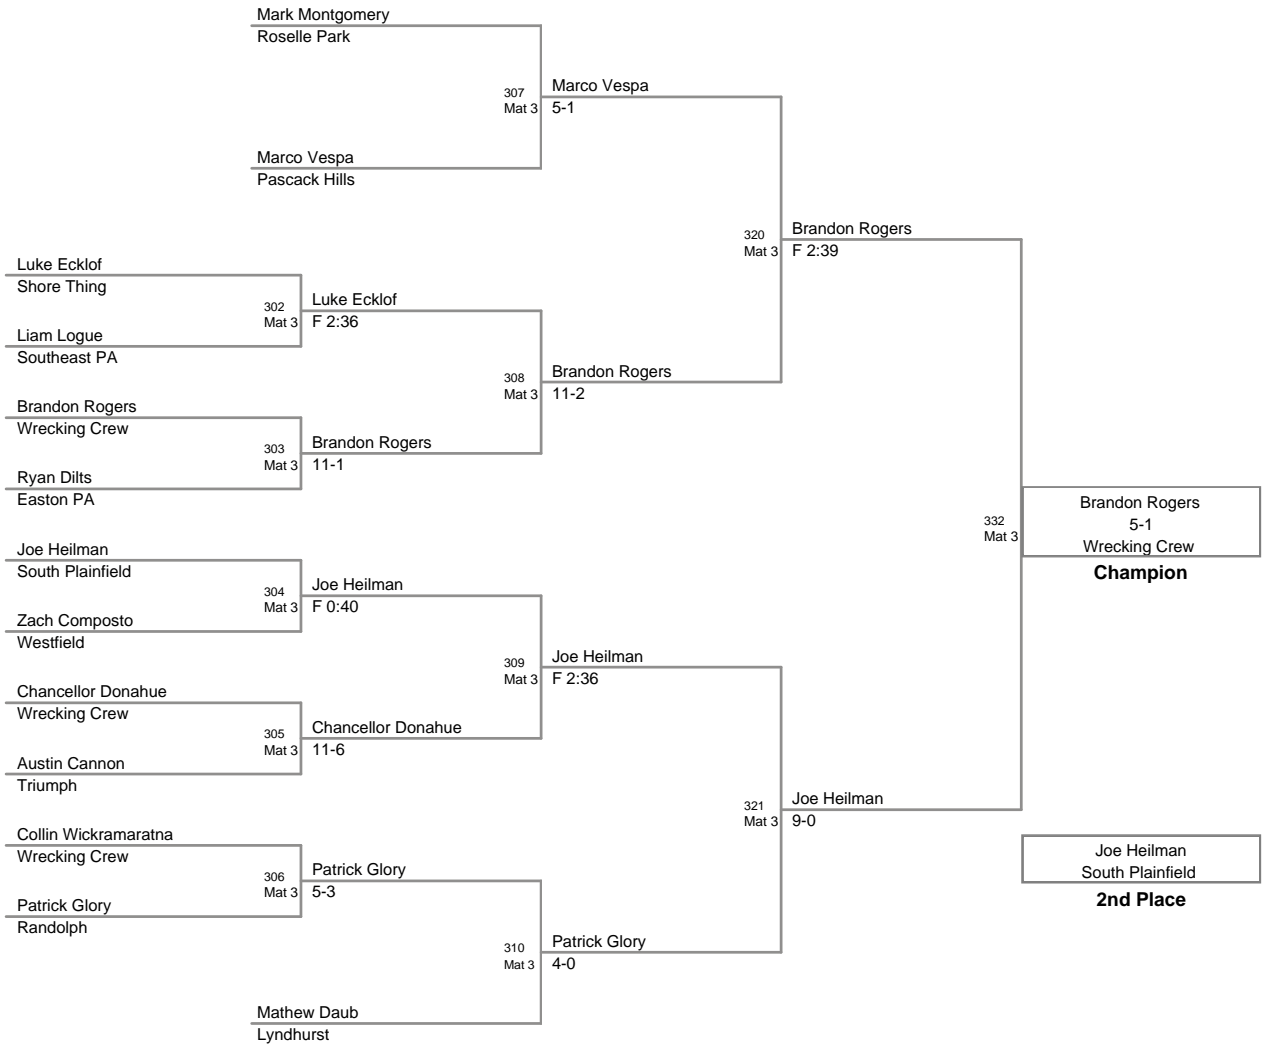 Mark Montgomery
Roselle Park
307
Mat 3
Marco Vespa
5-1
Marco Vespa
Pascack Hills
320
Mat 3
Brandon Rogers
F 2:39
Luke Ecklof
Shore Thing
302
Mat 3
Luke Ecklof
F 2:36
Liam Logue
Southeast PA
308
Mat 3
Brandon Rogers
11-2
Brandon Rogers
Wrecking Crew
303
Mat 3
Brandon Rogers
11-1
Ryan Dilts
Easton PA
332
Mat 3
Brandon Rogers
5-1
Wrecking Crew
Champion
Joe Heilman
South Plainfield
304
Mat 3
Joe Heilman
F 0:40
Zach Composto
Westfield
309
Mat 3
Joe Heilman
F 2:36
Chancellor Donahue
Wrecking Crew
305
Mat 3
Chancellor Donahue
11-6
Austin Cannon
Triumph
321
Mat 3
Joe Heilman
9-0
Collin Wickramaratna
Wrecking Crew
306
Mat 3
Patrick Glory
5-3
Patrick Glory
Randolph
Joe Heilman
South Plainfield
2nd Place
310
Mat 3
Patrick Glory
4-0
Mathew Daub
Lyndhurst